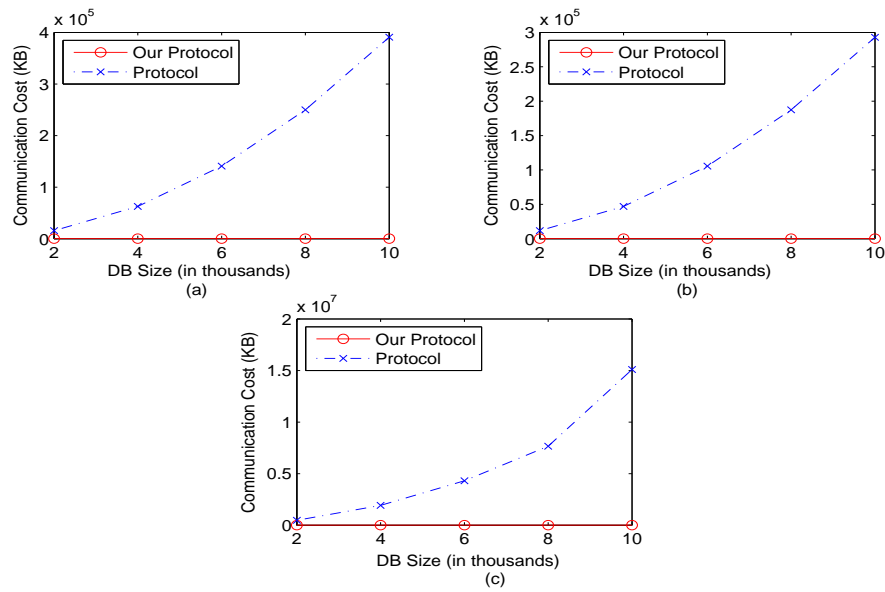 x 10^5
Communication Cost (KB)
4
3
2
1
0
Our Protocol
Protocol
2 4 6 8 10
DB Size (in thousands)
(a)
x 10^5
Communication Cost (KB)
3
2.5
2
1.5
1
0.5
0
Our Protocol
Protocol
2 4 6 8 10
DB Size (in thousands)
(b)
x 10^7
Communication Cost (KB)
2
1.5
1
0.5
0
Our Protocol
Protocol
2 4 6 8 10
DB Size (in thousands)
(c)